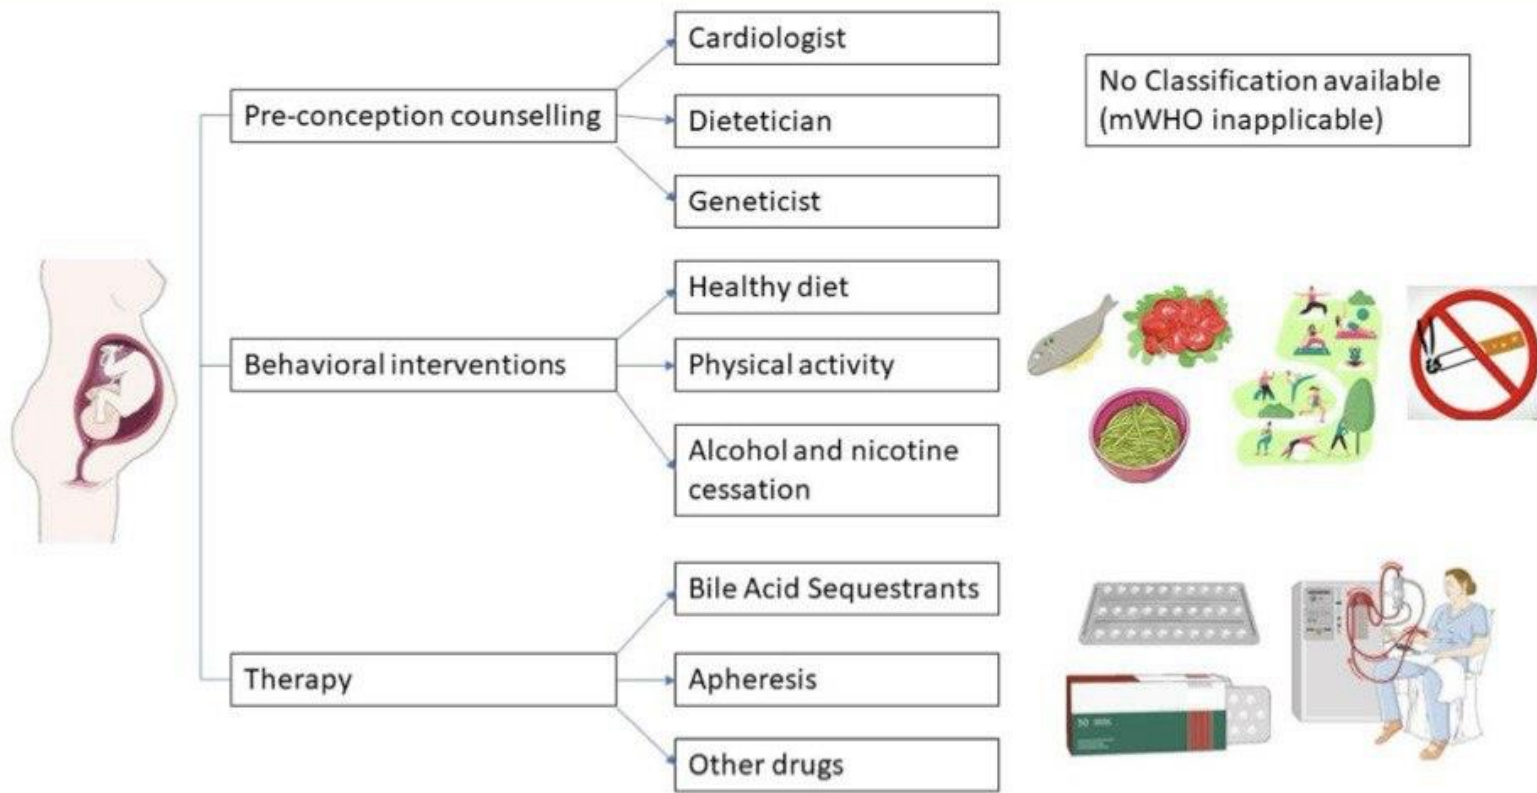 Cardiologist
No Classification available
(mWHO inapplicable)
Pre-conception counselling
Dietetician
Geneticist
Healthy diet
Behavioral interventions
Physical activity
Alcohol and nicotine
cessation
Bile Acid Sequestrants
Therapy
Apheresis
Other drugs